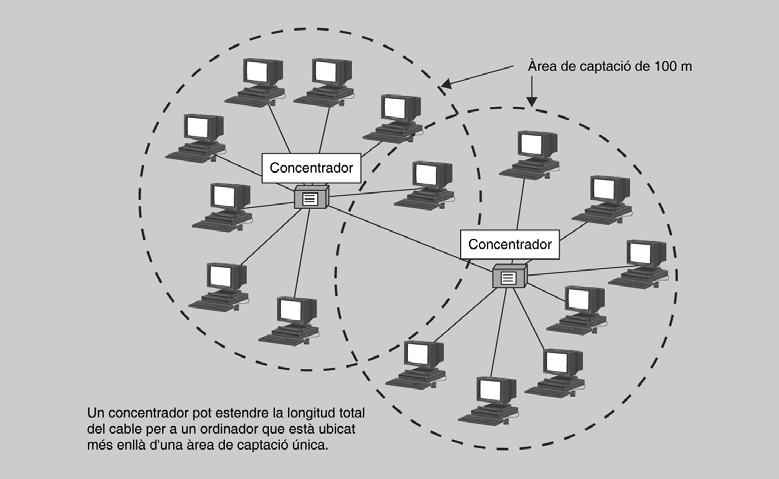 Àrea de captació de 100 m
Concentrador
Concentrador
Un concentrador pot estendre la longitud total
del cable per a un ordinador que està ubicat
més enllà d'una àrea de captació única.